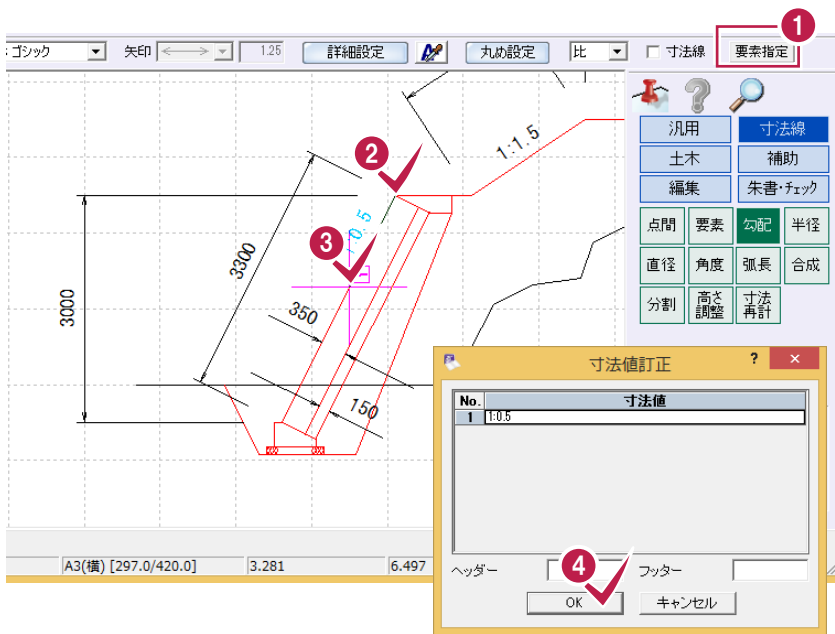 1
ゴシック 矢印 1.25 詳細設定 丸め設定 比 寸法線 要素指定
汎用 寸法線
土木 補助
編集 朱書・チェック
点間 要素 勾配 半径
直径 角度 弧長 合成
分割 高さ調整 寸法再計
2
1:1.5
3
1:0.5
3300
3000
350
150
寸法値訂正 ? ×
No. 寸法値
1 1:0.5
ヘッダー フッター
4
OK キャンセル
A3(横) [297.0/420.0] 3.281 6.497